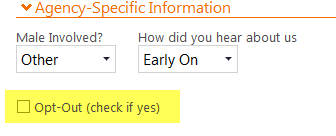 Agency-Specific Information
Male Involved? How did you hear about us
Other Early On
Opt-Out (check if yes)